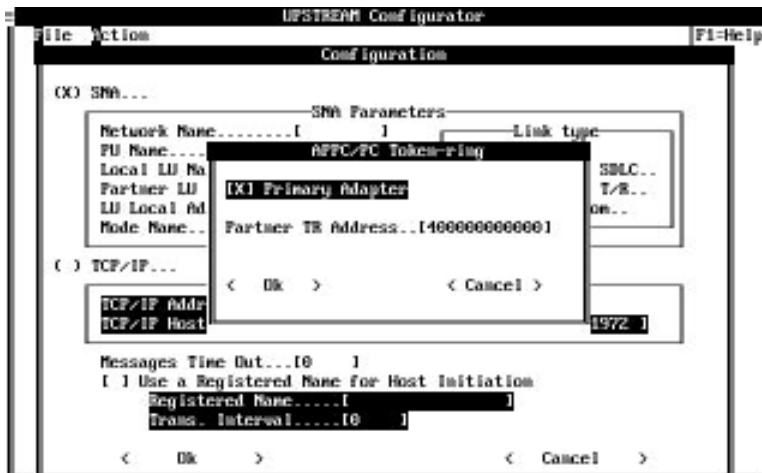 UPSTREAM Configurator
File Action F1=Help
Configuration
(X) SNA...
SNA Parameters
Network Name........[ ] Link type
PU Name....
APPC/PC Token-ring
Local LU Na SDLC..
[X] Primary Adapter
Partner LU T/R..
LU Local Ad om..
Mode Name.. Partner TR Address..[400000000000]
( ) TCP/IP...
< Ok > < Cancel >
TCP/IP Addr
TCP/IP Host 1972 ]
Messages Time Out...[0 ]
[ ] Use a Registered Name for Host Initiation
Registered Name.....[ ]
Trans. Interval.....[0 ]
< Ok > < Cancel >